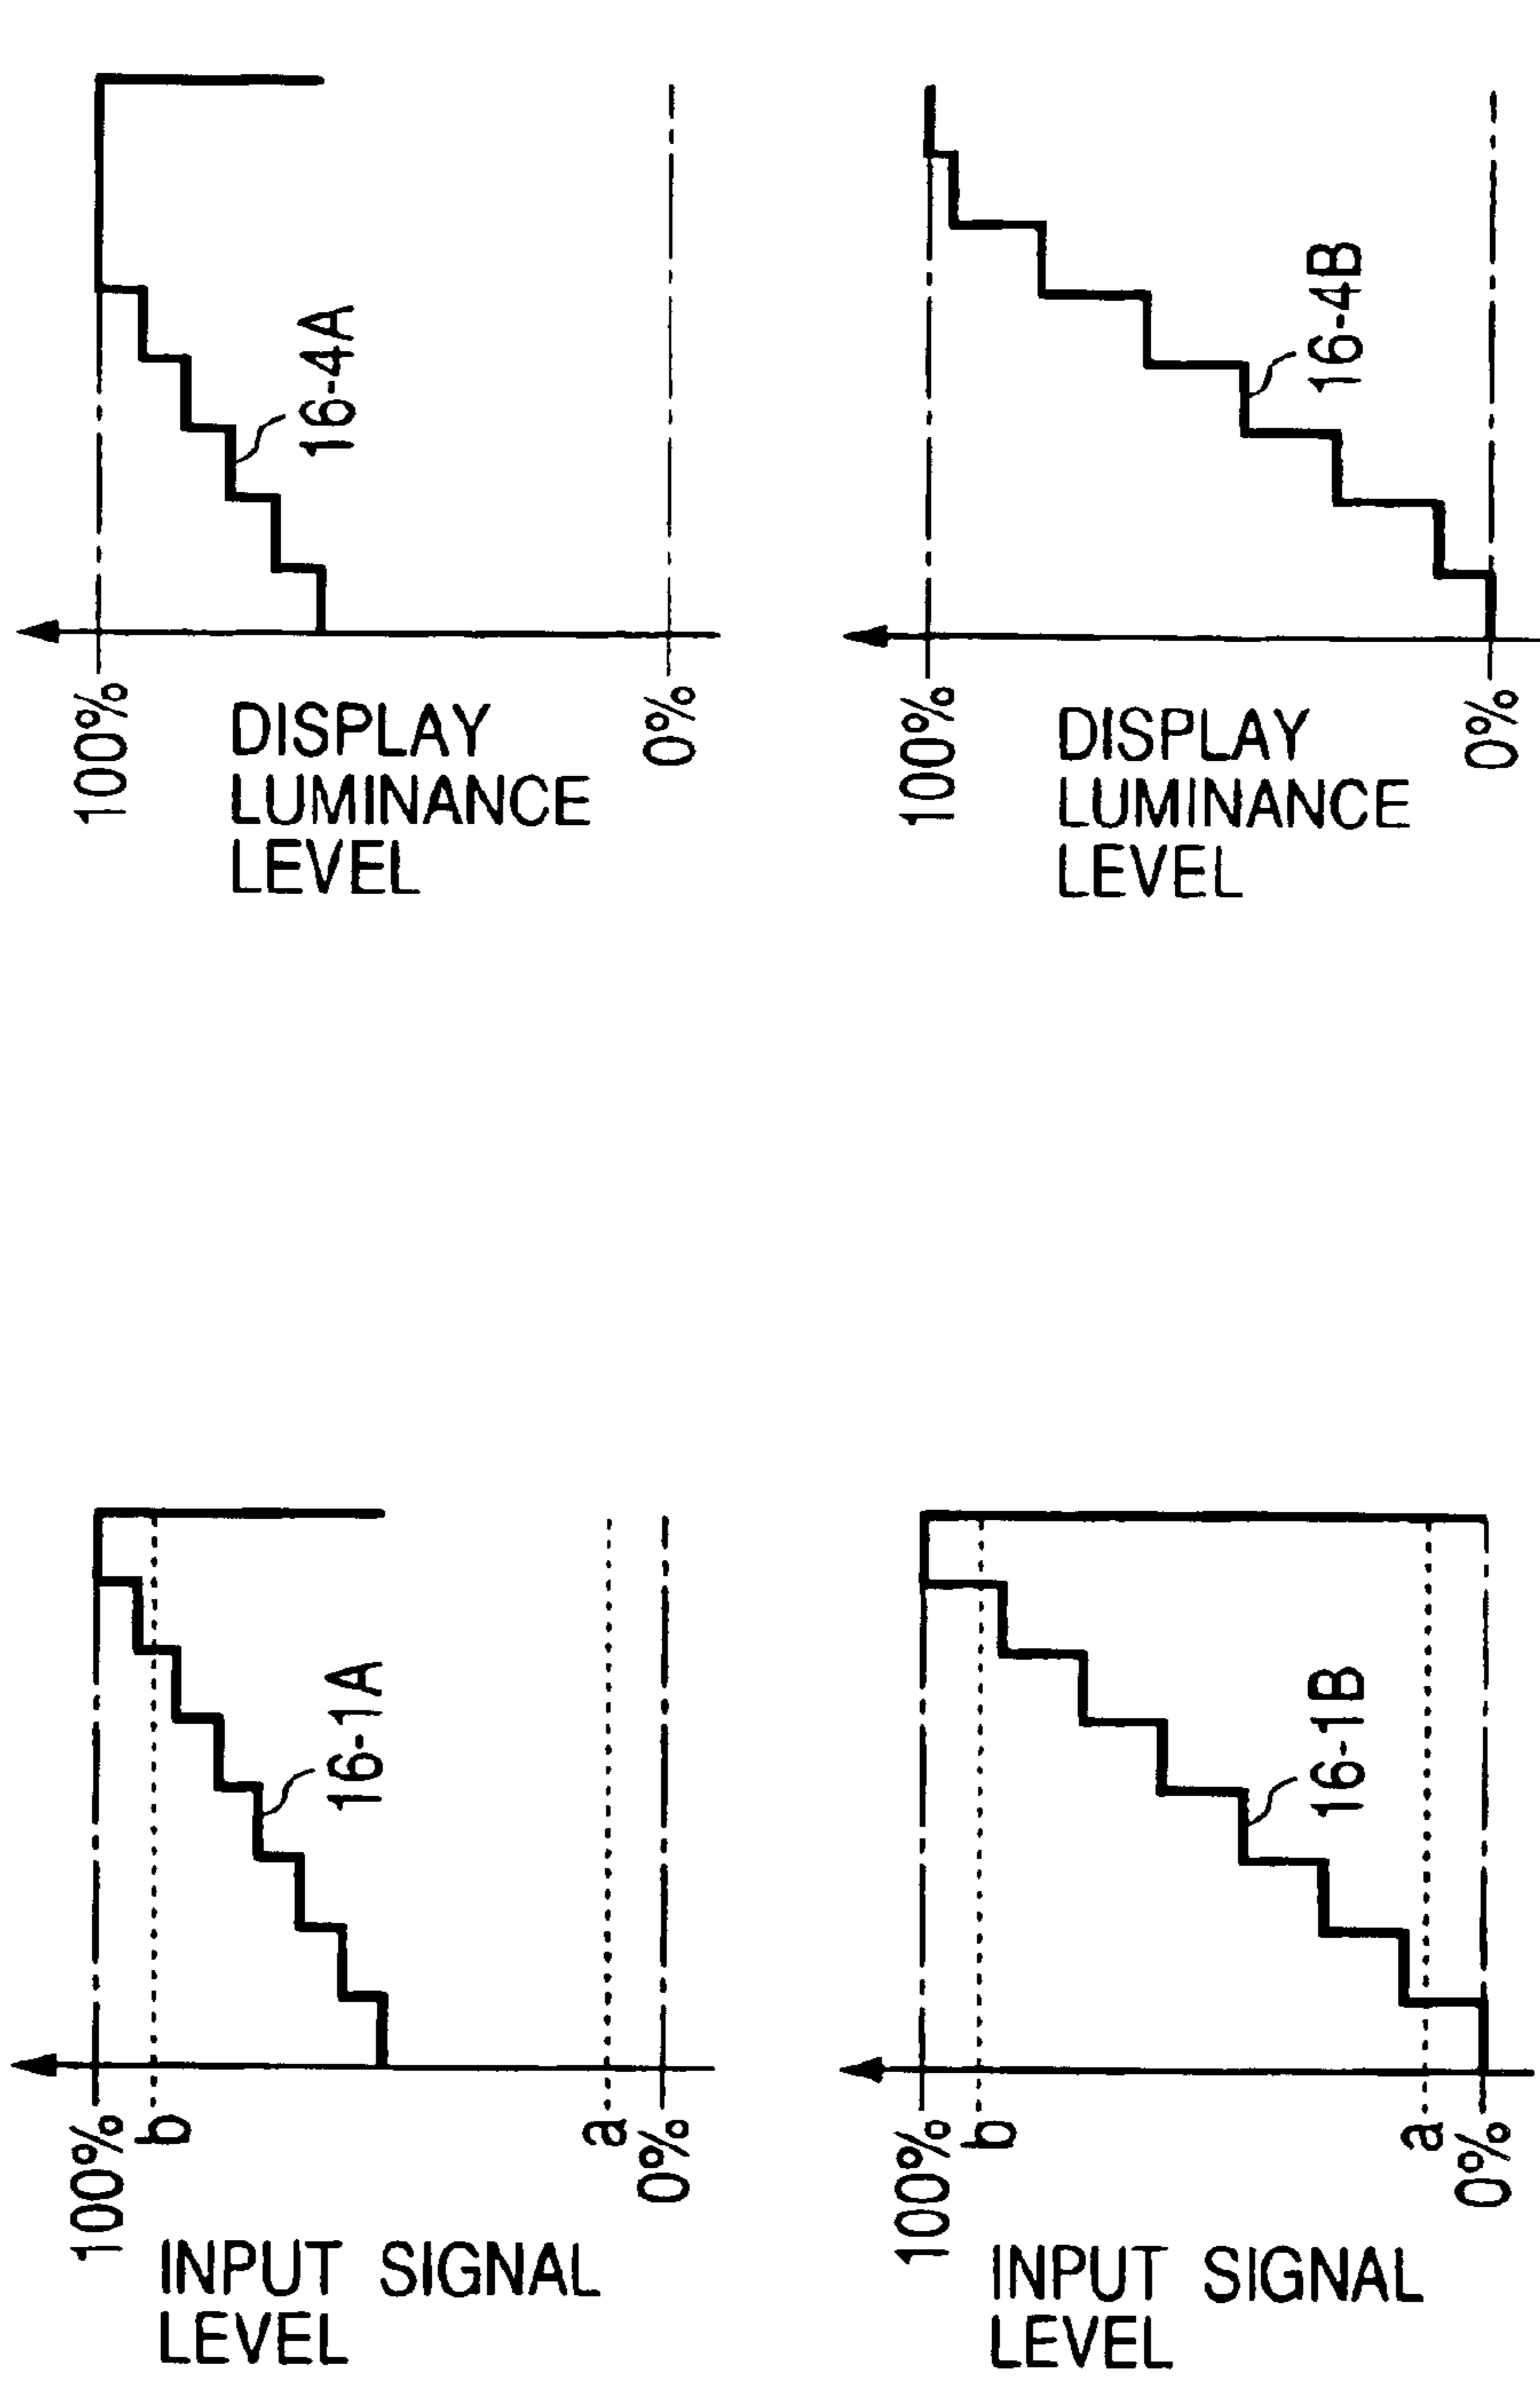 100%
16-4A
DISPLAY
LUMINANCE
LEVEL
0%
100%
16-4B
DISPLAY
LUMINANCE
LEVEL
0%
100%
b
16-1A
a
0%
INPUT SIGNAL
LEVEL
100%
b
16-1B
a
0%
INPUT SIGNAL
LEVEL